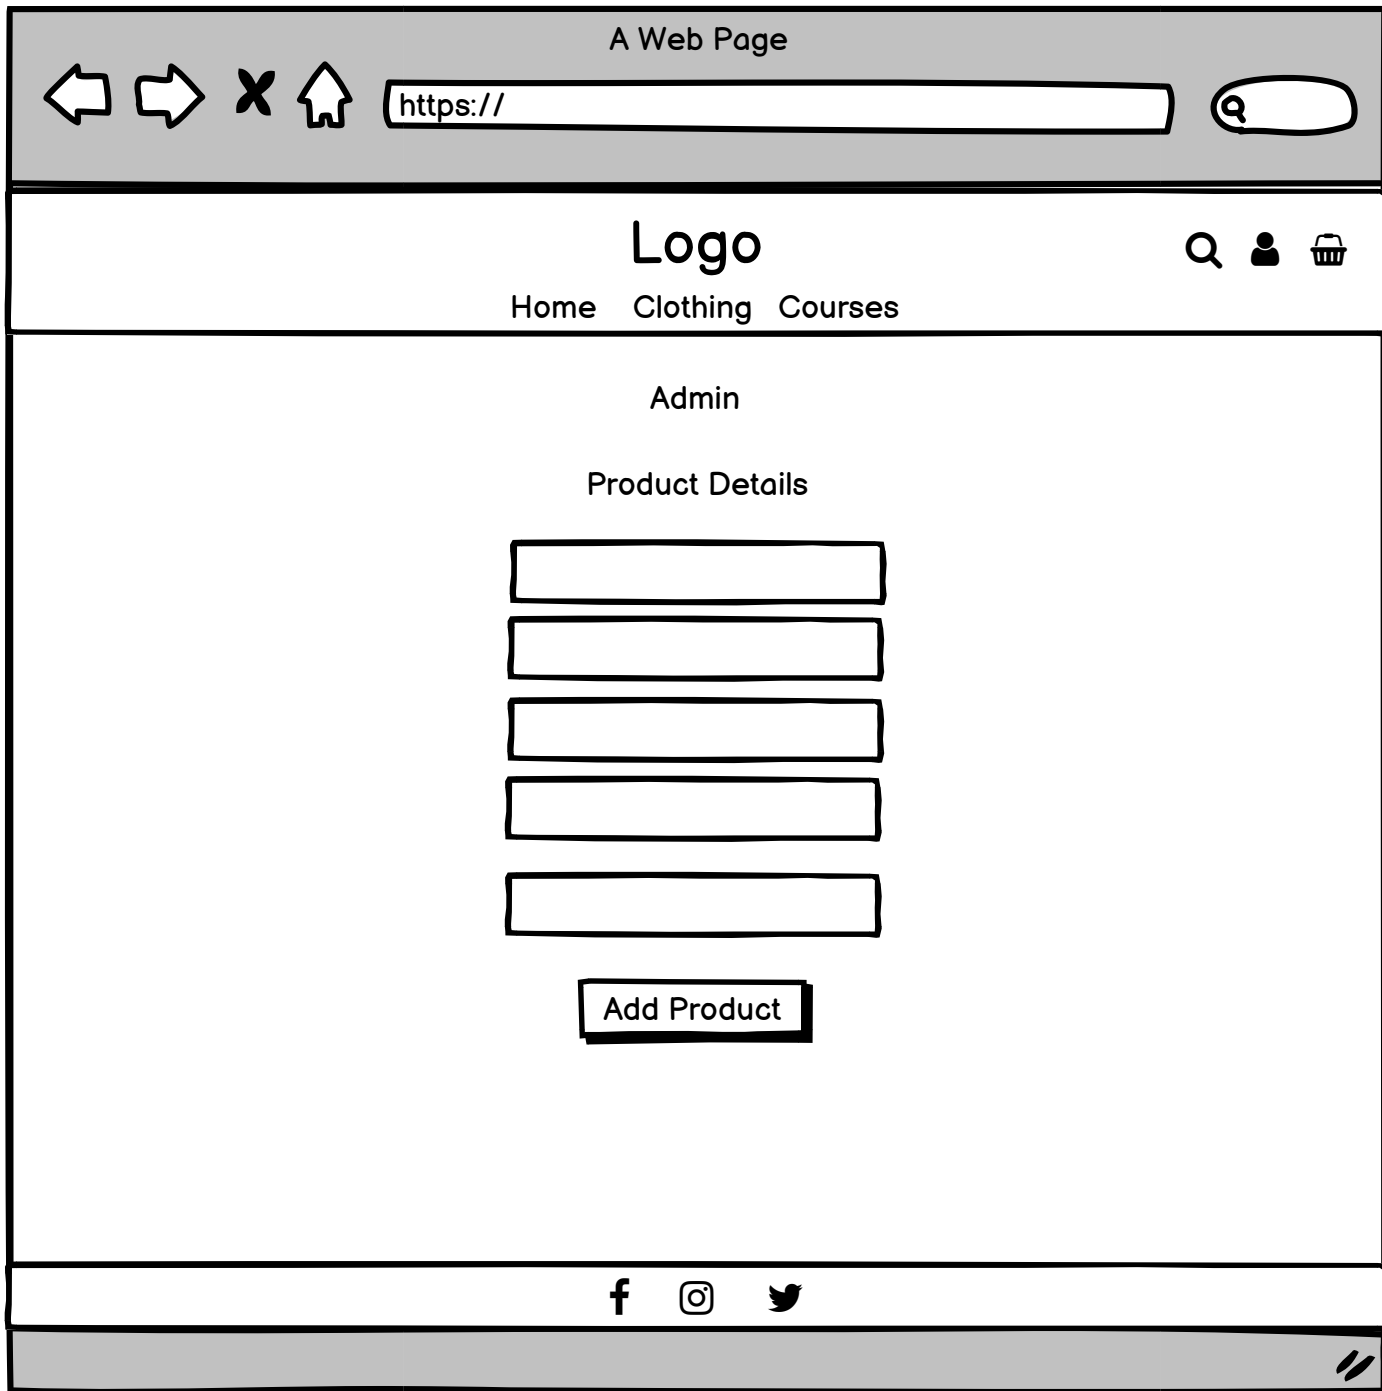 A Web Page
https://
Logo
Home Clothing Courses
Admin
Product Details
Add Product